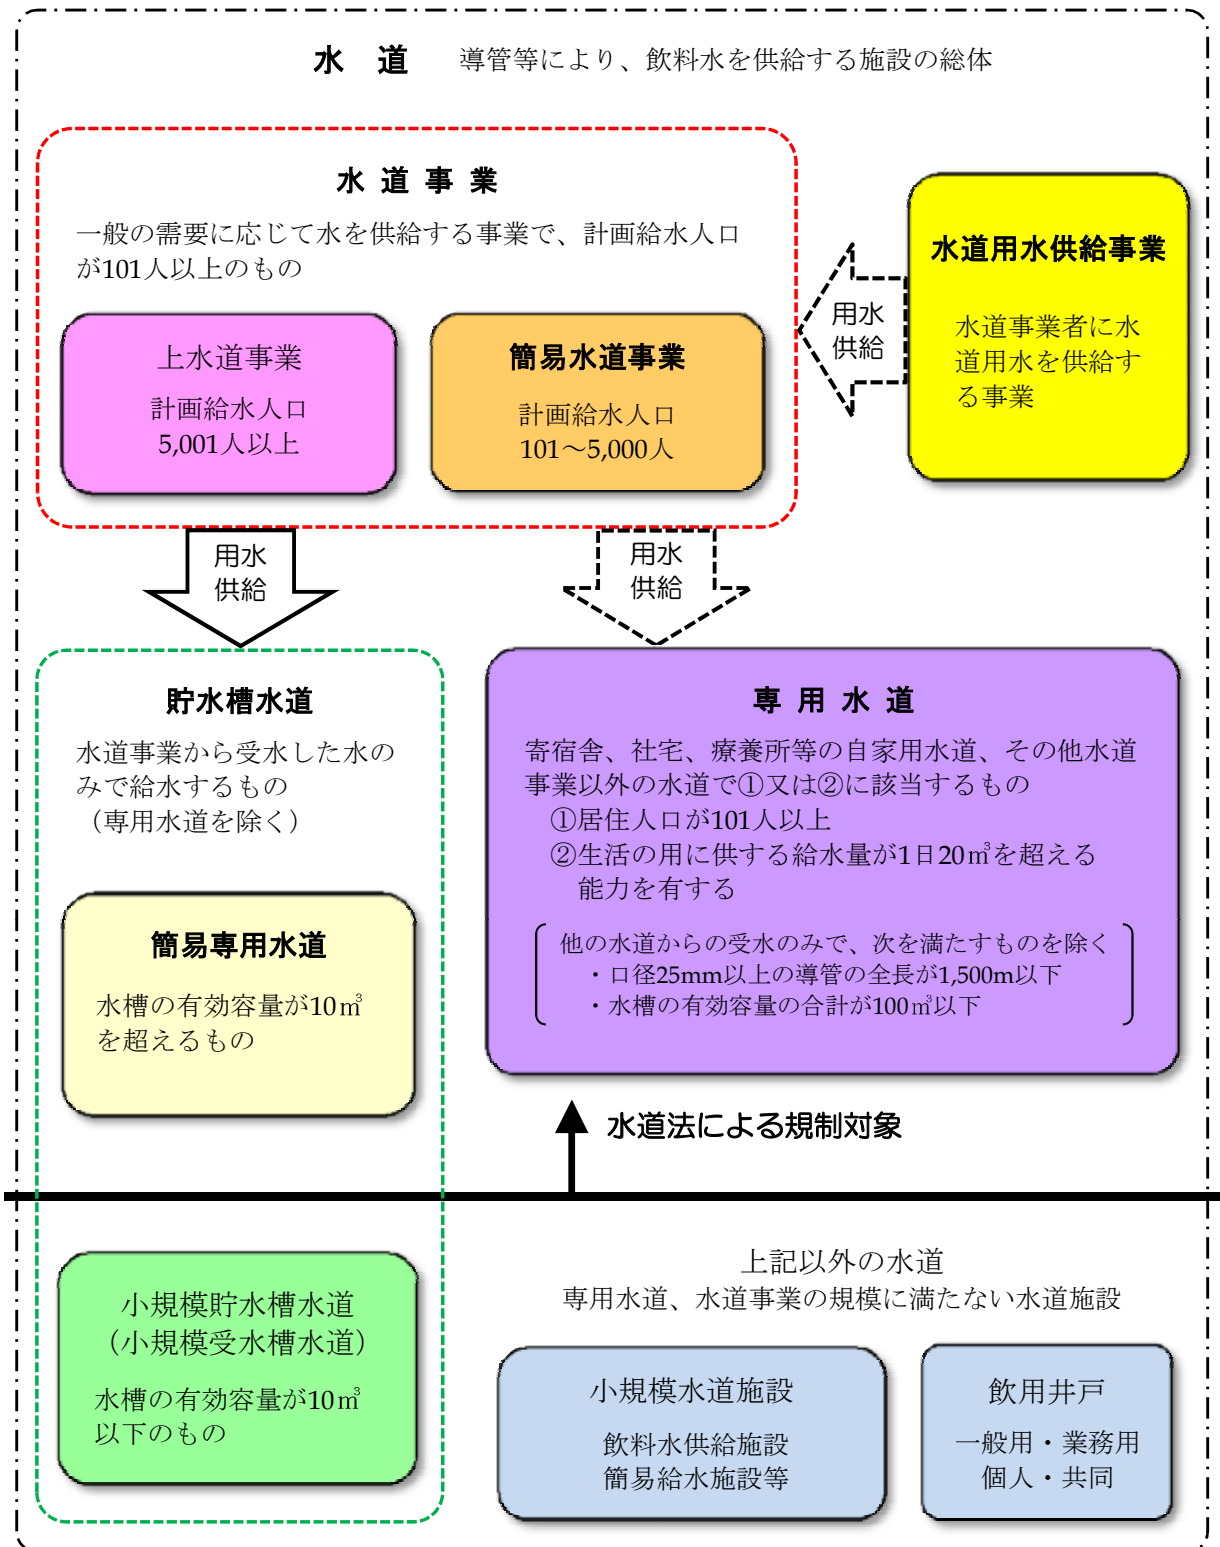 水 道 導管等により、飲料水を供給する施設の総体
水 道 事 業
一般の需要に応じて水を供給する事業で、計画給水人口
が101人以上のもの
上水道事業
計画給水人口
5,001人以上
簡易水道事業
計画給水人口
101～5,000人
用水
供給
水道用水供給事業
水道事業者に水
道用水を供給す
る事業
用水
供給
用水
供給
貯水槽水道
水道事業から受水した水の
みで給水するもの
（専用水道を除く）
簡易専用水道
水槽の有効容量が10㎥
を超えるもの
専 用 水 道
寄宿舎、社宅、療養所等の自家用水道、その他水道
事業以外の水道で①又は②に該当するもの
①居住人口が101人以上
②生活の用に供する給水量が1日20㎥を超える
能力を有する
他の水道からの受水のみで、次を満たすものを除く
・口径25mm以上の導管の全長が1,500m以下
・水槽の有効容量の合計が100㎥以下
水道法による規制対象
小規模貯水槽水道
（小規模受水槽水道）
水槽の有効容量が10㎥
以下のもの
上記以外の水道
専用水道、水道事業の規模に満たない水道施設
小規模水道施設
飲料水供給施設
簡易給水施設等
飲用井戸
一般用・業務用
個人・共同